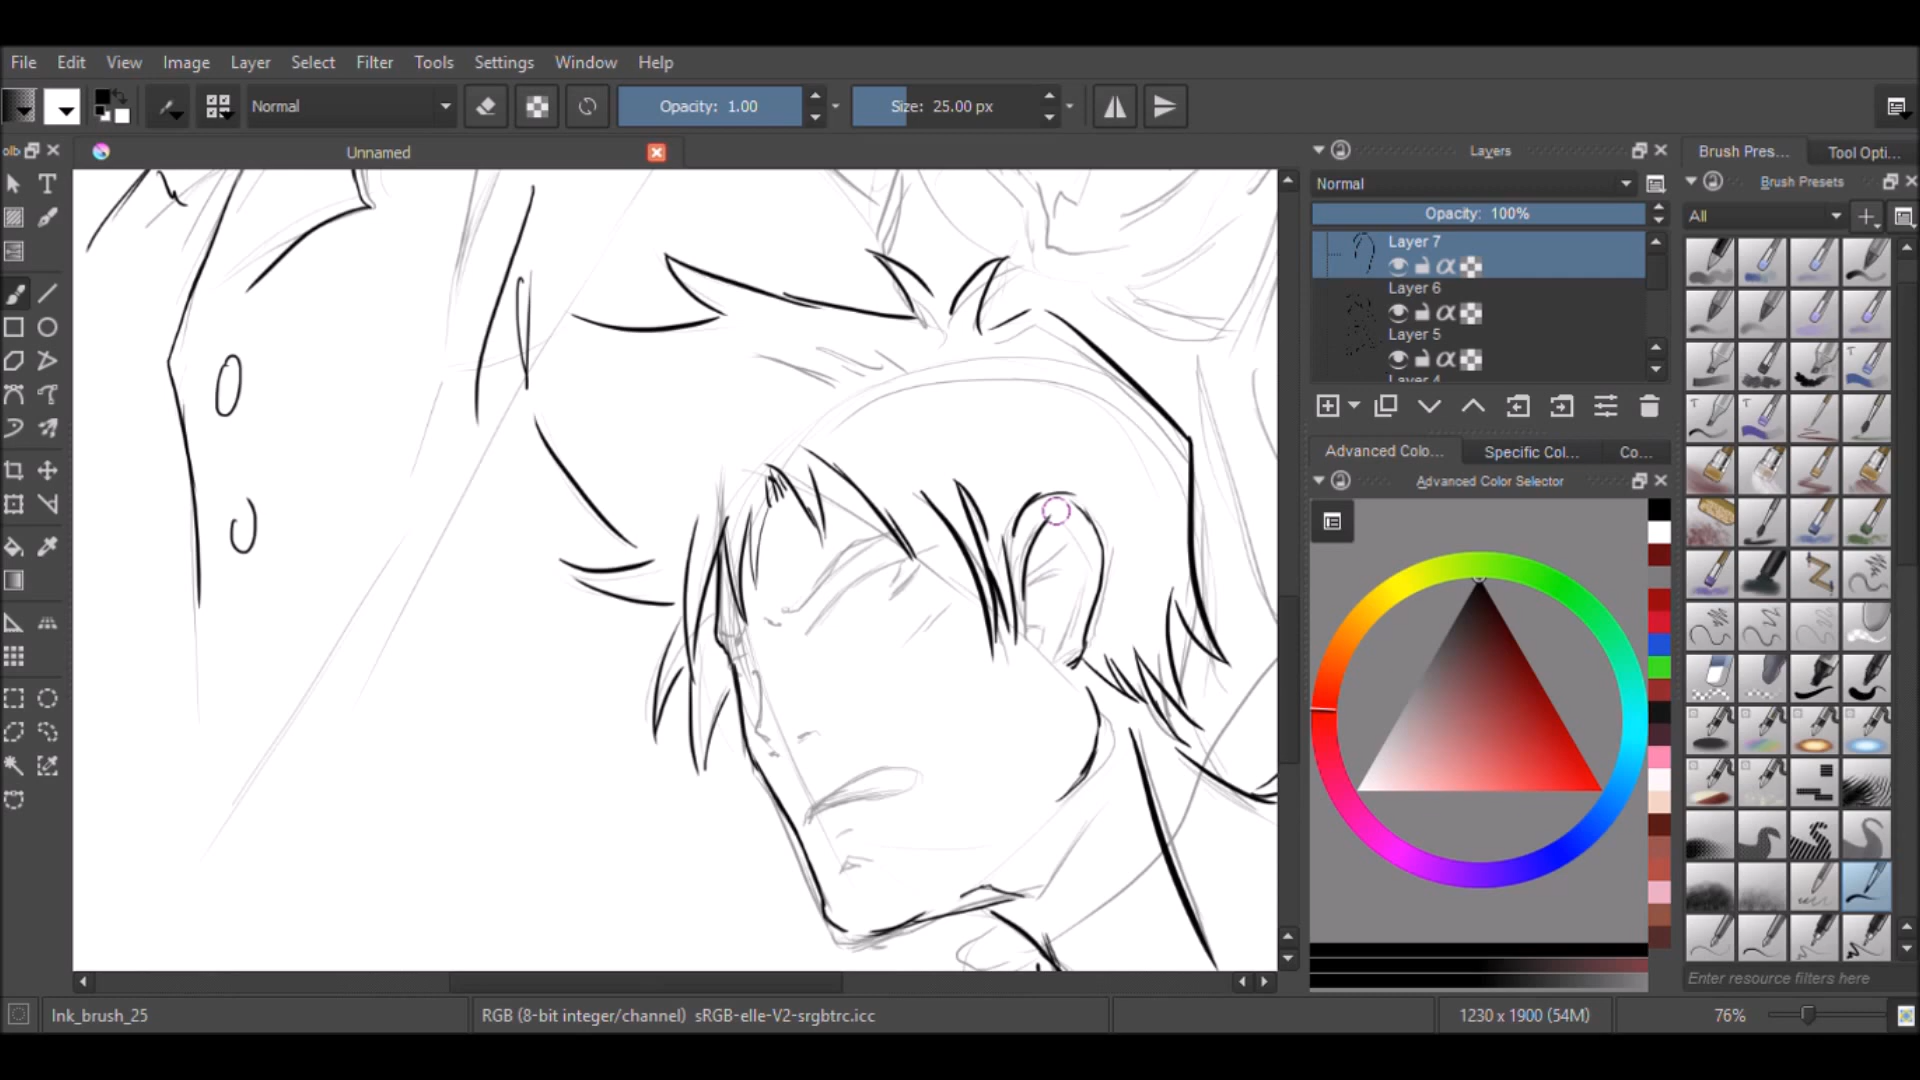 File Edit View Image Layer Select Filter Tools Settings Window Help
Normal Opacity: 1.00 Size: 25.00 px
Unnamed
Layers
Normal
Opacity: 100%
Layer 7
Layer 6
Layer 5
Layer 4
Advanced Colo... Specific Col... Co...
Advanced Color Selector
Brush Pres... Tool Opti...
Brush Presets
All
Enter resource filters here
Ink_brush_25 RGB (8-bit integer/channel) sRGB-elle-V2-srgbtrc.icc 1230 x 1900 (54M) 76%